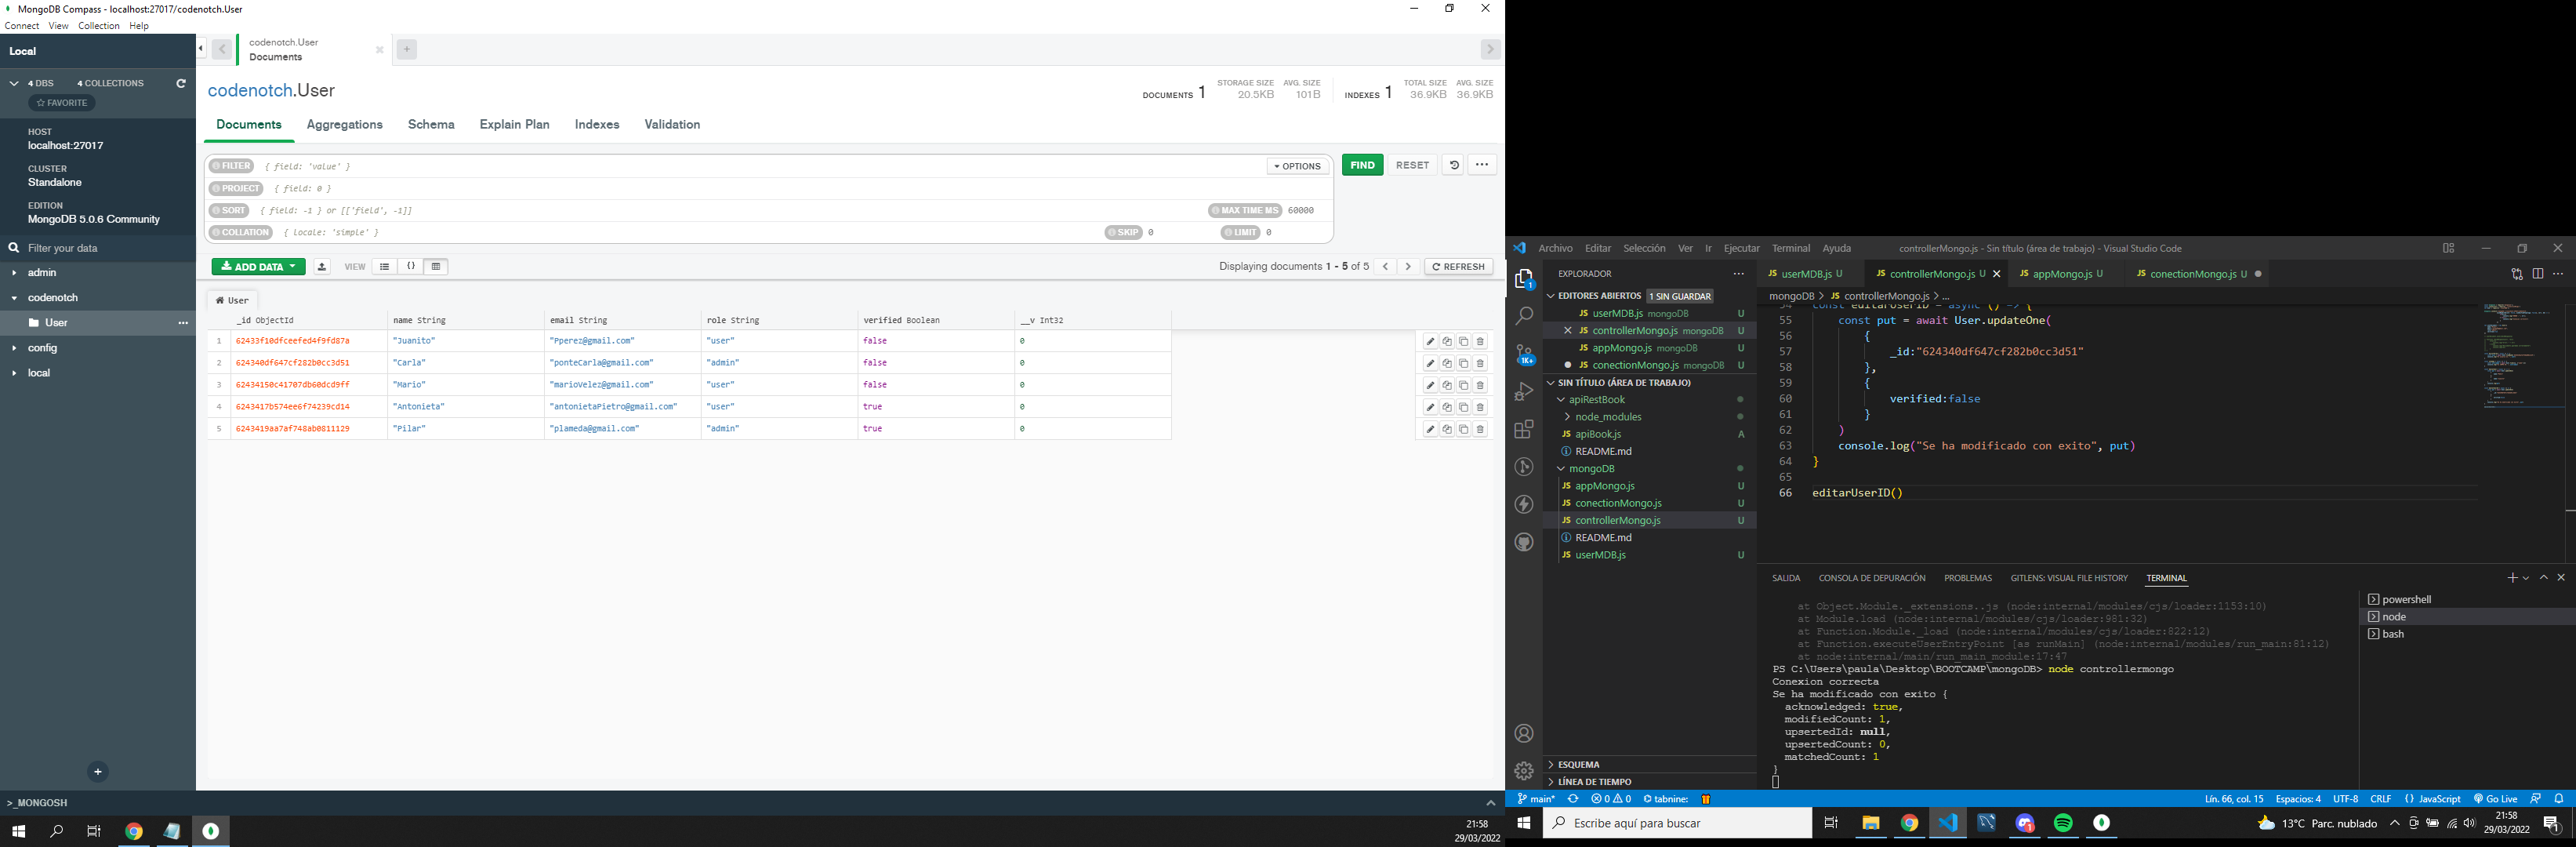 MongoDB Compass - localhost:27017/codenotch.User
Connect View Collection Help
Local
4 DBS 4 COLLECTIONS
FAVORITE
HOST
localhost:27017
CLUSTER
Standalone
EDITION
MongoDB 5.0.6 Community
Filter your data
admin
codenotch
User
config
local
>_MONGOSH
codenotch.User
Documents
codenotch.User
DOCUMENTS 1 STORAGE SIZE 20.5KB AVG. SIZE 101B INDEXES 1 TOTAL SIZE 36.9KB AVG. SIZE 36.9KB
Documents Aggregations Schema Explain Plan Indexes Validation
FILTER { field: 'value' } OPTIONS FIND RESET
PROJECT { field: 0 }
SORT { field: -1 } or [['field', -1]] MAX TIME MS 60000
COLLATION { locale: 'simple' } SKIP 0 LIMIT 0
ADD DATA VIEW {} Displaying documents 1 - 5 of 5 REFRESH
User
_id ObjectId name String email String role String verified Boolean __v Int32
1 62433f10dfceefed4f9fd87a "Juanito" "Pperez@gmail.com" "user" false 0
2 624340df647cf282b0cc3d51 "Carla" "ponteCarla@gmail.com" "admin" false 0
3 62434150c41707db60dcd9ff "Mario" "marioVelez@gmail.com" "user" false 0
4 6243417b574ee6f74239cd14 "Antonieta" "antonietaPietro@gmail.com" "user" true 0
5 6243419aa7af748ab0811129 "Pilar" "plameda@gmail.com" "admin" true 0
21:58
29/03/2022
Archivo Editar Selección Ver Ir Ejecutar Terminal Ayuda controllerMongo.js - Sin título (área de trabajo) - Visual Studio Code
EXPLORADOR
EDITORES ABIERTOS 1 SIN GUARDAR
JS userMDB.js mongoDB U
JS controllerMongo.js mongoDB U
JS appMongo.js mongoDB U
JS conectionMongo.js mongoDB U
SIN TÍTULO (ÁREA DE TRABAJO)
apiRestBook
node_modules
JS apiBook.js A
README.md
mongoDB
JS appMongo.js U
JS conectionMongo.js U
JS controllerMongo.js U
README.md
JS userMDB.js U
ESQUEMA
LÍNEA DE TIEMPO
1
1K+
JS userMDB.js U JS controllerMongo.js U JS appMongo.js U JS conectionMongo.js U
mongoDB > JS controllerMongo.js > ...
54 const editarUserID = async () => {
55 const put = await User.updateOne(
56 {
57 _id:"624340df647cf282b0cc3d51"
58 },
59 {
60 verified:false
61 }
62 )
63 console.log("Se ha modificado con exito", put)
64 }
65
66 editarUserID()
SALIDA CONSOLA DE DEPURACIÓN PROBLEMAS GITLENS: VISUAL FILE HISTORY TERMINAL
at Object.Module._extensions..js (node:internal/modules/cjs/loader:1153:10)
at Module.load (node:internal/modules/cjs/loader:981:32)
at Function.Module._load (node:internal/modules/cjs/loader:822:12)
at Function.executeUserEntryPoint [as runMain] (node:internal/modules/run_main:81:12)
at node:internal/main/run_main_module:17:47
PS C:\Users\paula\Desktop\BOOTCAMP\mongoDB> node controllermongo
Conexion correcta
Se ha modificado con exito {
acknowledged: true,
modifiedCount: 1,
upsertedId: null,
upsertedCount: 0,
matchedCount: 1
}
powershell
node
bash
main* 0 0 tabnine: Lín. 66, col. 15 Espacios: 4 UTF-8 CRLF {} JavaScript Go Live
Escribe aquí para buscar
13°C Parc. nublado
21:58
29/03/2022
1